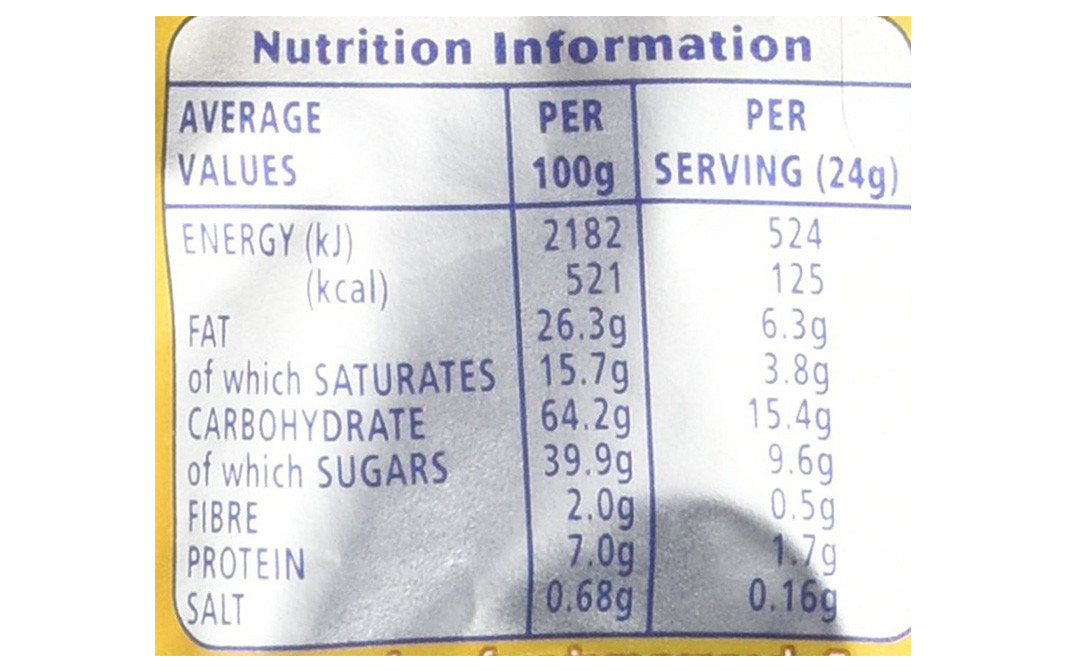 Nutrition Information
AVERAGE VALUES PER 100g PER SERVING (24g)
ENERGY (kJ) 2182 524
(kcal) 521 125
FAT 26.3g 6.3g
of which SATURATES 15.7g 3.8g
CARBOHYDRATE 64.2g 15.4g
of which SUGARS 39.9g 9.6g
FIBRE 2.0g 0.5g
PROTEIN 7.0g 1.7g
SALT 0.68g 0.16g